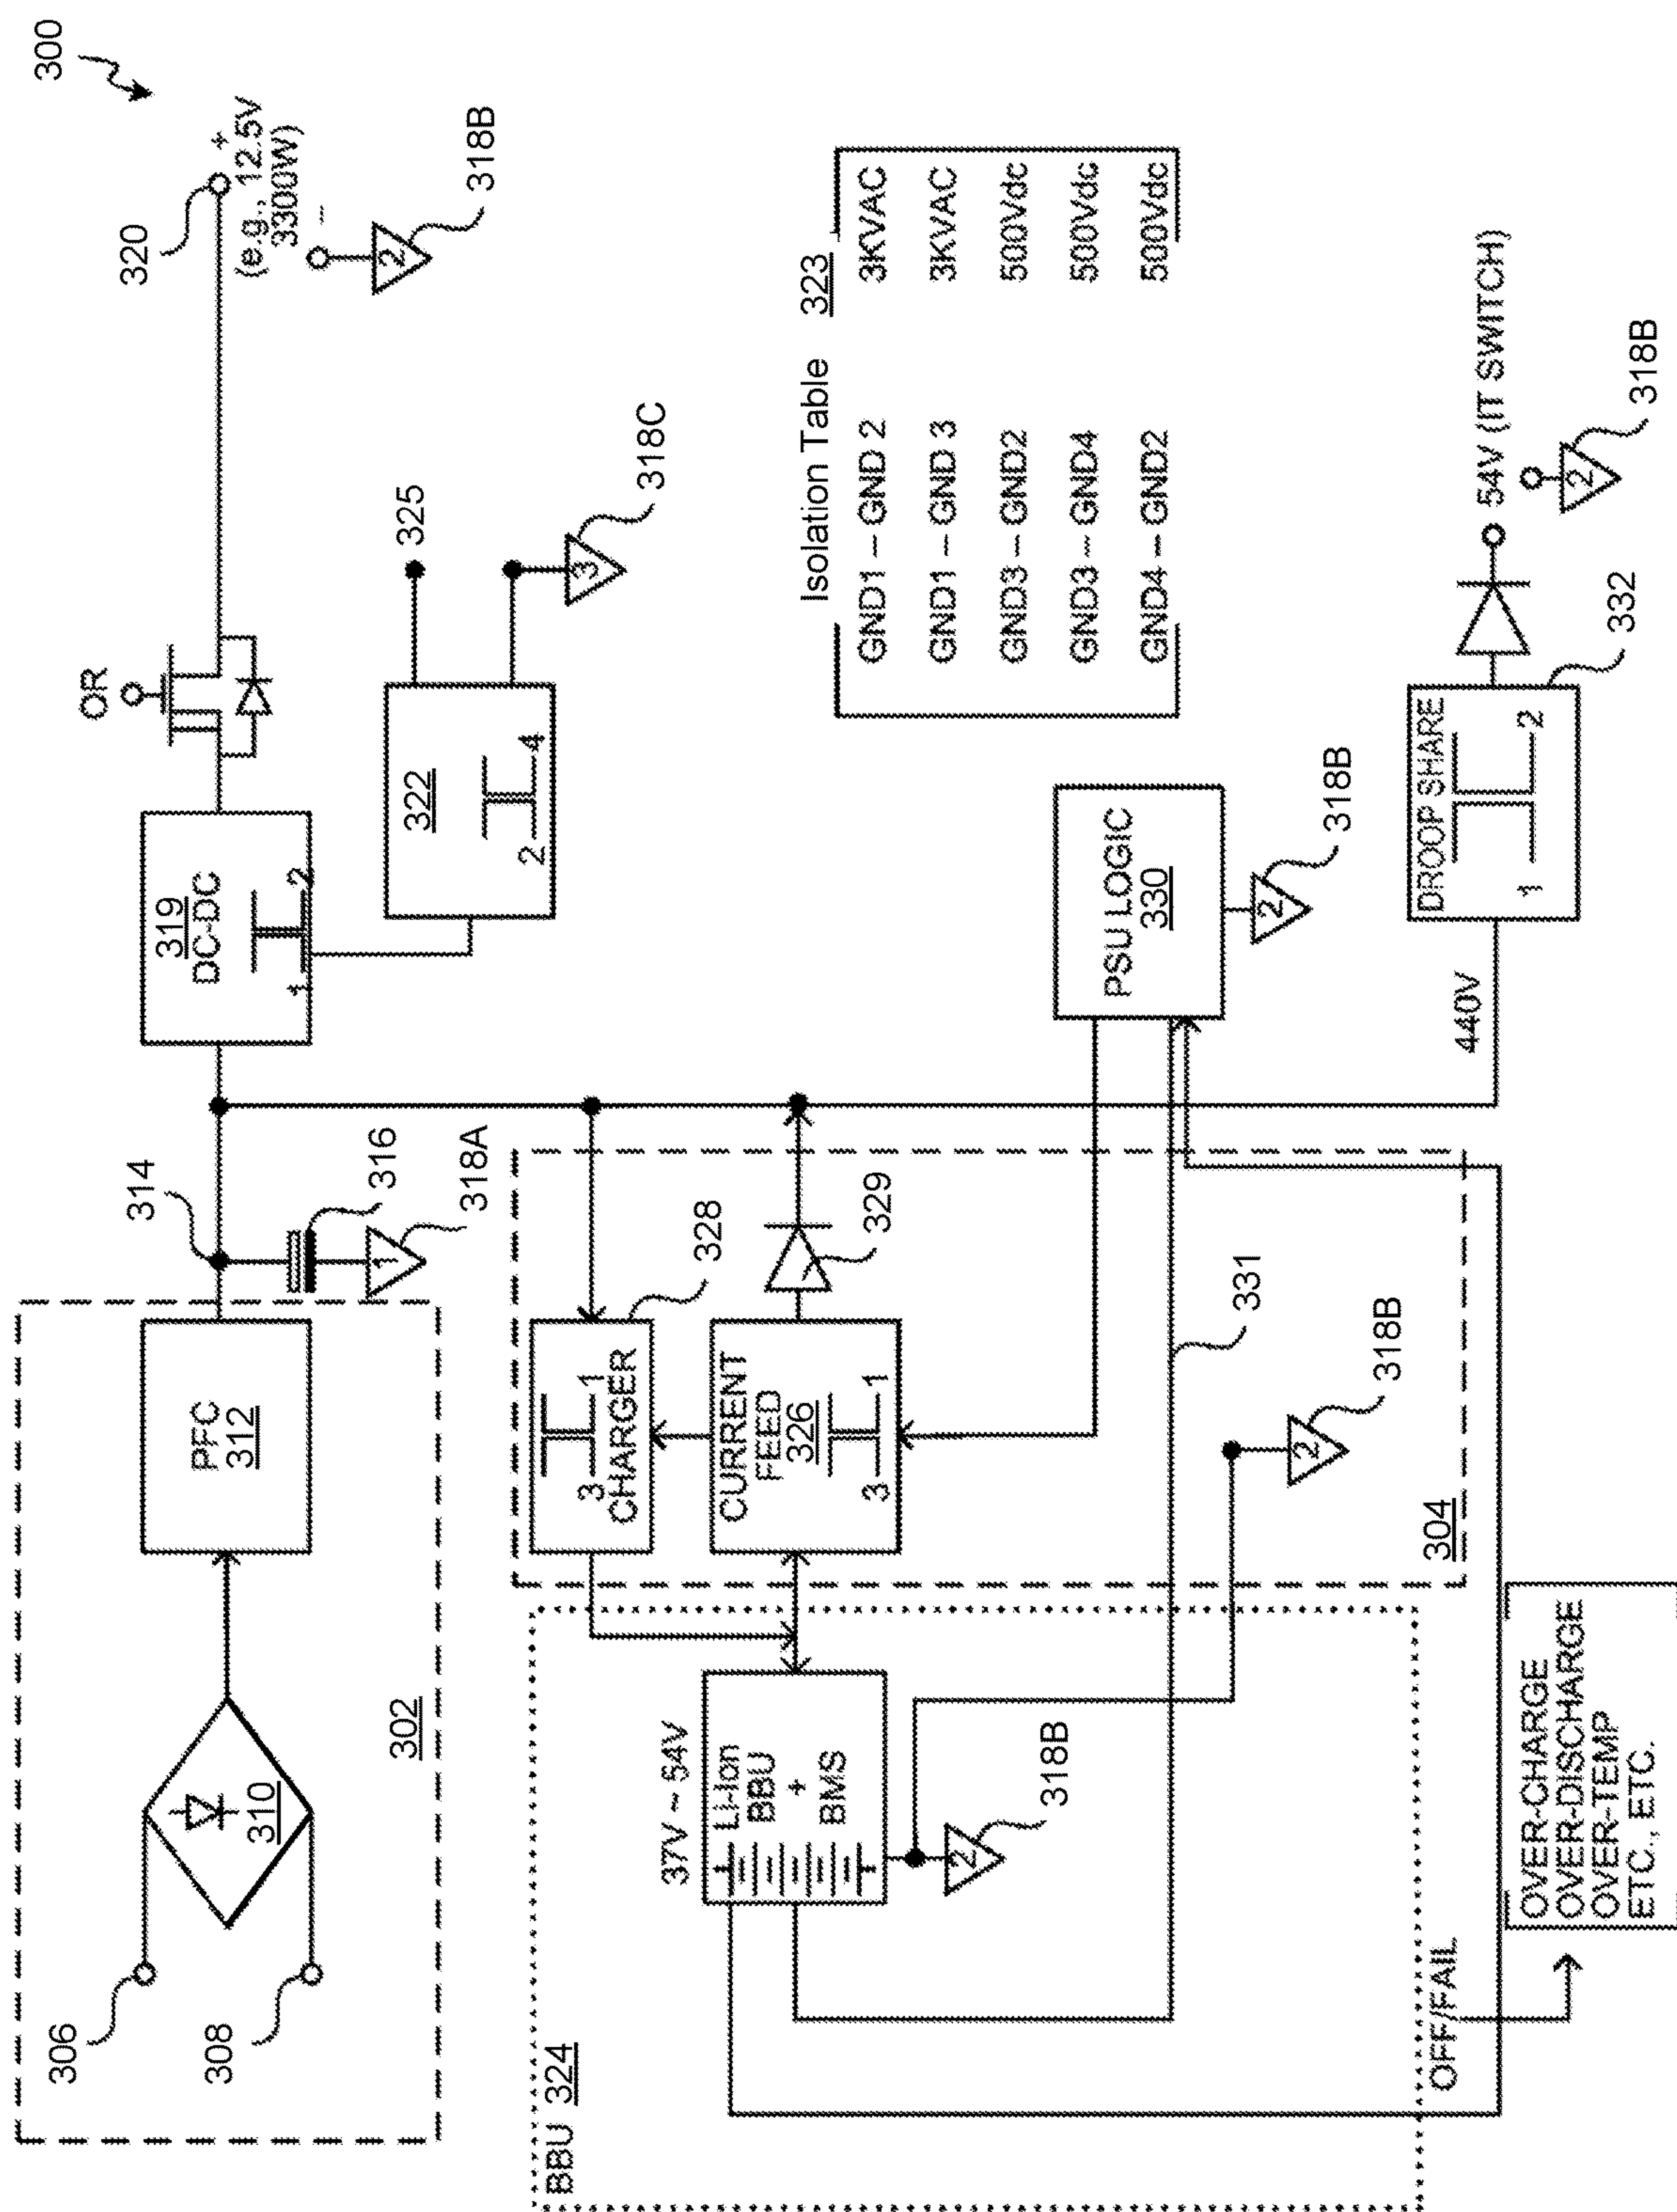 300
306
308
310
302
PFC
312
314
316
1
318A
319
DC-DC
1
2
OR
320
+
(e.g., 12.5V
3300W)
-
2
318B
322
2
4
325
3
318C
Isolation Table 323
GND1 -- GND 2 3KVAC
GND1 -- GND 3 3KVAC
GND3 -- GND2 500Vdc
GND3 -- GND4 500Vdc
GND4 -- GND2 500Vdc
BBU 324
37V ~ 54V
Li-Ion
BBU
+
BMS
2
318B
3
1
CHARGER
328
CURRENT
FEED
326
3
1
329
331
2
318B
304
PSU LOGIC
330
2
318B
440V
DROOP SHARE
1
2
332
54V (IT SWITCH)
2
318B
OFF/FAIL
OVER-CHARGE
OVER-DISCHARGE
OVER-TEMP
ETC., ETC.